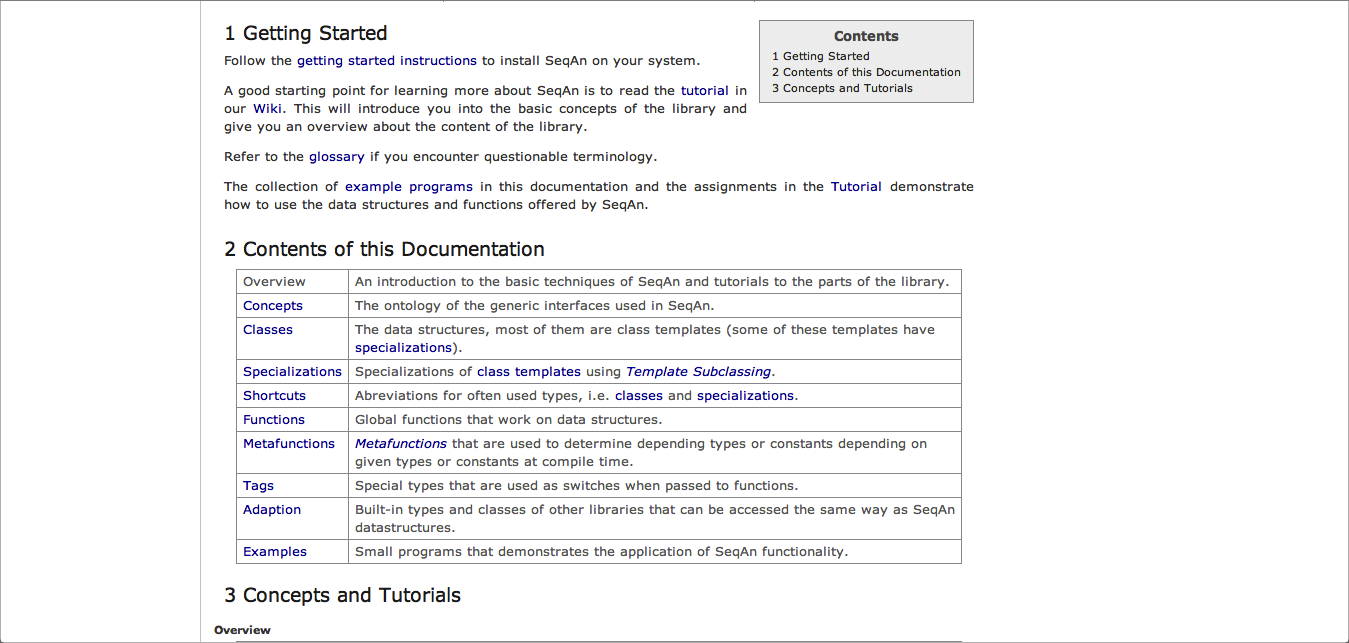 1 Getting Started
Contents
1 Getting Started
2 Contents of this Documentation
3 Concepts and Tutorials
Follow the getting started instructions to install SeqAn on your system.
A good starting point for learning more about SeqAn is to read the tutorial in
our Wiki. This will introduce you into the basic concepts of the library and
give you an overview about the content of the library.
Refer to the glossary if you encounter questionable terminology.
The collection of example programs in this documentation and the assignments in the Tutorial demonstrate
how to use the data structures and functions offered by SeqAn.
2 Contents of this Documentation
Overview An introduction to the basic techniques of SeqAn and tutorials to the parts of the library.
Concepts The ontology of the generic interfaces used in SeqAn.
Classes The data structures, most of them are class templates (some of these templates have
specializations).
Specializations Specializations of class templates using Template Subclassing.
Shortcuts Abreviations for often used types, i.e. classes and specializations.
Functions Global functions that work on data structures.
Metafunctions Metafunctions that are used to determine depending types or constants depending on
given types or constants at compile time.
Tags Special types that are used as switches when passed to functions.
Adaption Built-in types and classes of other libraries that can be accessed the same way as SeqAn
datastructures.
Examples Small programs that demonstrates the application of SeqAn functionality.
3 Concepts and Tutorials
Overview